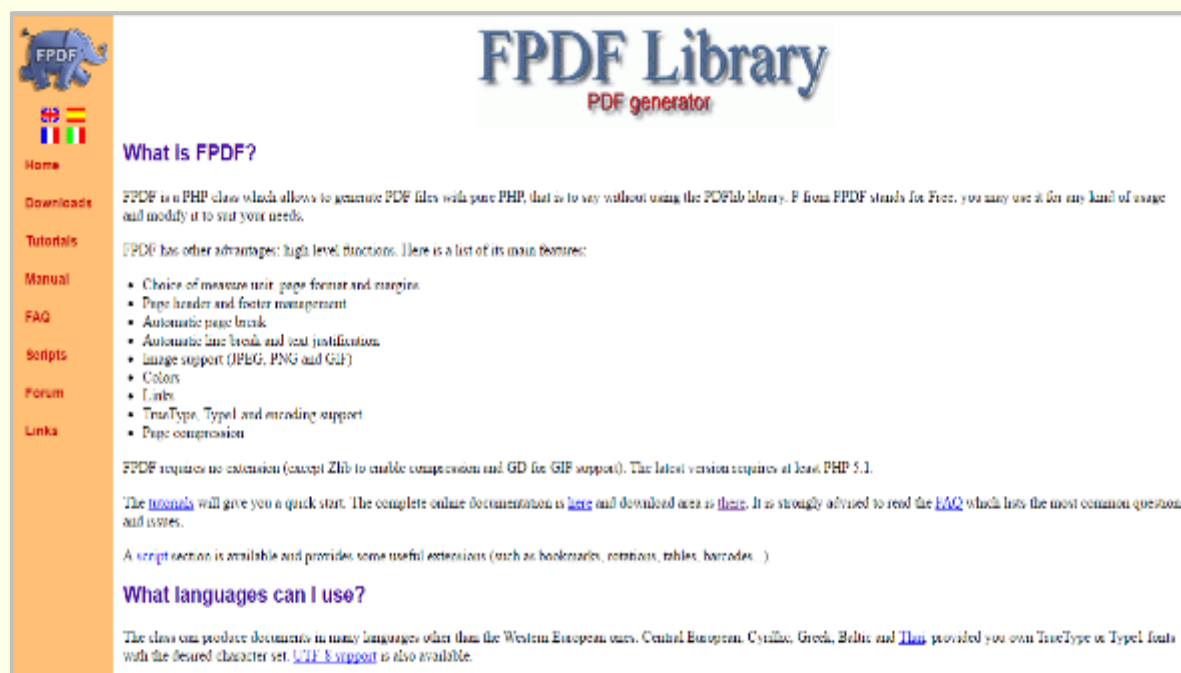 FPDF
FPDF Library
PDF generator
Home
Downloads
Tutorials
Manual
FAQ
Scripts
Forum
Links
What is FPDF?
FPDF is a PHP class which allows to generate PDF files with pure PHP, that is to say without using the PDFlib library. F from FPDF stands for Free: you may use it for any kind of usage
and modify it to suit your needs.
FPDF has other advantages: high level functions. Here is a list of its main features:
• Choice of measure unit, page format and margins
• Page header and footer management
• Automatic page break
• Automatic line break and text justification
• Image support (JPEG, PNG and GIF)
• Colors
• Links
• TrueType, Type1 and encoding support
• Page compression
FPDF requires no extension (except Zlib to enable compression and GD for GIF support). The latest version requires at least PHP 5.1.
The tutorials will give you a quick start. The complete online documentation is here and download area is there. It is strongly advised to read the FAQ which lists the most common question
and issues.
A script section is available and provides some useful extensions (such as bookmarks, rotations, tables, barcodes...)
What languages can I use?
The class can produce documents in many languages other than the Western European ones: Central European, Cyrillic, Greek, Baltic and Thai, provided you own TrueType or Type1 fonts
with the desired character set. UTF-8 support is also available.